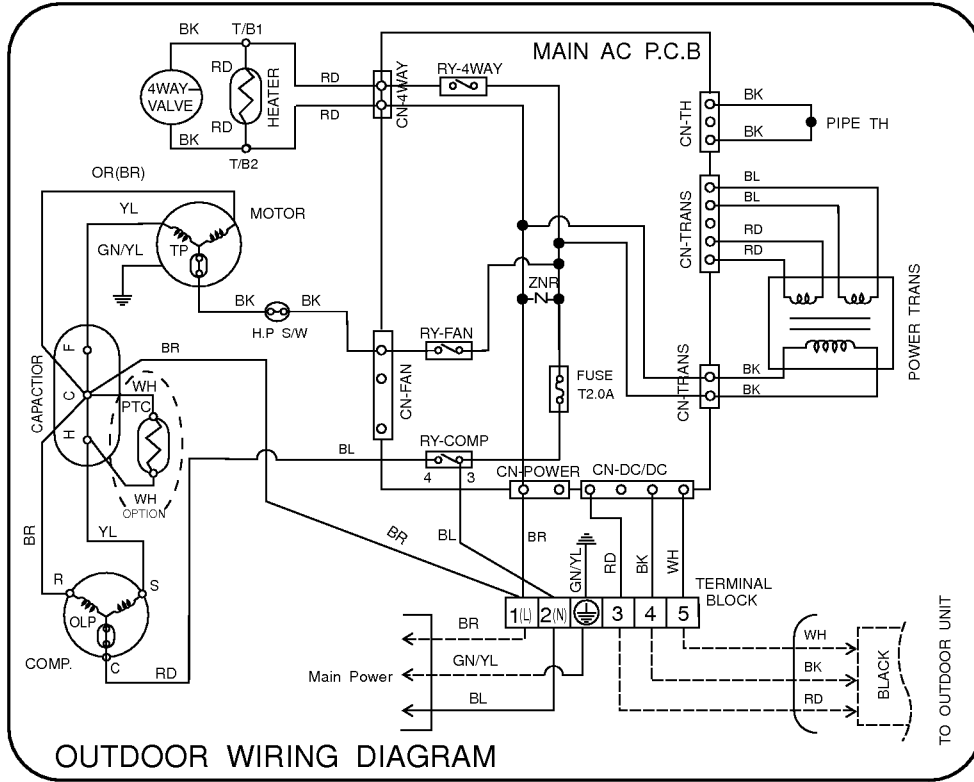 BK
T/B1
RD
4WAY
VALVE
HEATER
RD
BK
T/B2
RD
RD
CN-4WAY
RY-4WAY
MAIN AC P.C.B
CN-TH
BK
BK
PIPE TH
OR(BR)
YL
MOTOR
GN/YL
TP
BK
BK
H.P S/W
CN-TRANS
BL
BL
RD
RD
POWER TRANS
ZNR
RY-FAN
CN-FAN
FUSE
T2.0A
CN-TRANS
BK
BK
CAPACTIOR
F
C
H
BR
WH
PTC
WH
OPTION
BL
RY-COMP
4
3
CN-POWER
CN-DC/DC
BR
YL
R
S
OLP
C
COMP.
RD
BR
BL
BR
GN/YL
RD
BK
WH
TERMINAL
BLOCK
1(L)
2(N)
3
4
5
BR
GN/YL
BL
Main Power
WH
BK
RD
BLACK
TO OUTDOOR UNIT
OUTDOOR WIRING DIAGRAM